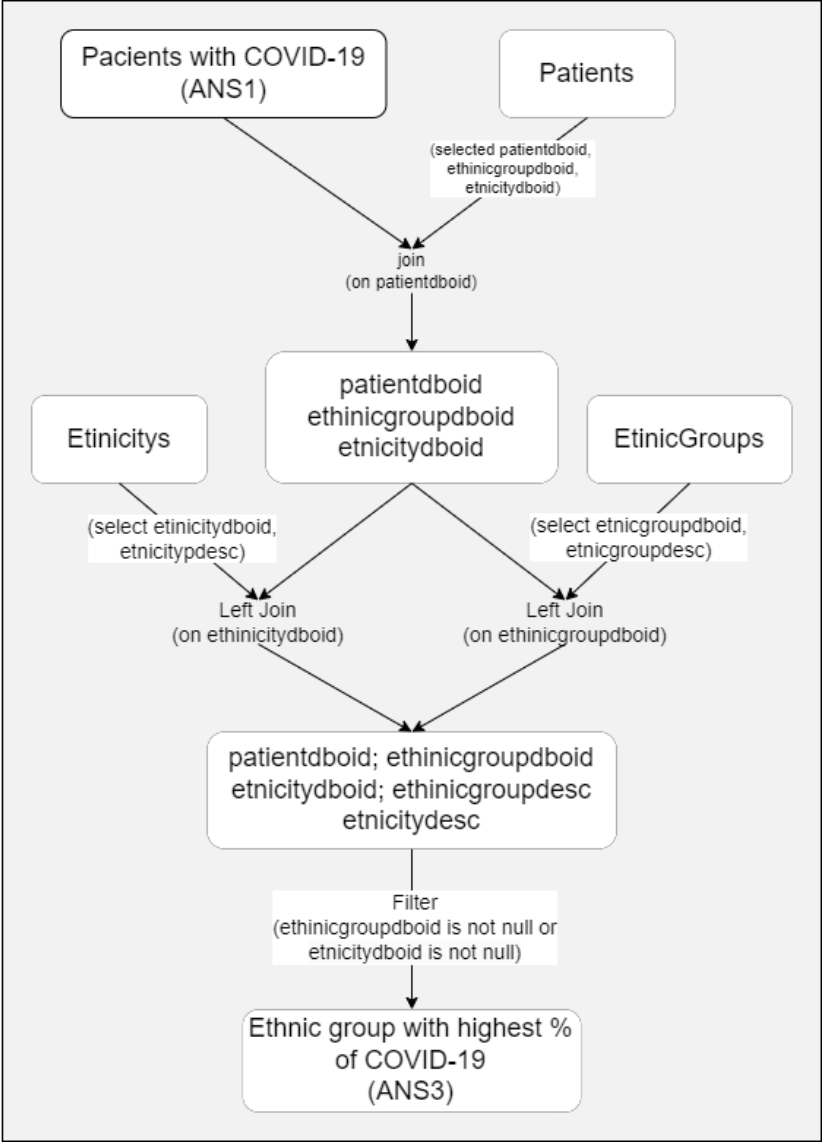 Pacients with COVID-19
(ANS1)
Patients
(selected patientdboid,
ethinicgroupdboid,
etnicitydboid)
join
(on patientdboid)
patientdboid
ethinicgroupdboid
etnicitydboid
Etinicitys
EtinicGroups
(select etinicitydboid,
etnicitypdesc)
(select etnicgroupdboid,
etnicgroupdesc)
Left Join
(on ethinicitydboid)
Left Join
(on ethinicgroupdboid)
patientdboid; ethinicgroupdboid
etnicitydboid; ethinicgroupdesc
etnicitydesc
Filter
(ethinicgroupdboid is not null or
etnicitydboid is not null)
Ethnic group with highest %
of COVID-19
(ANS3)